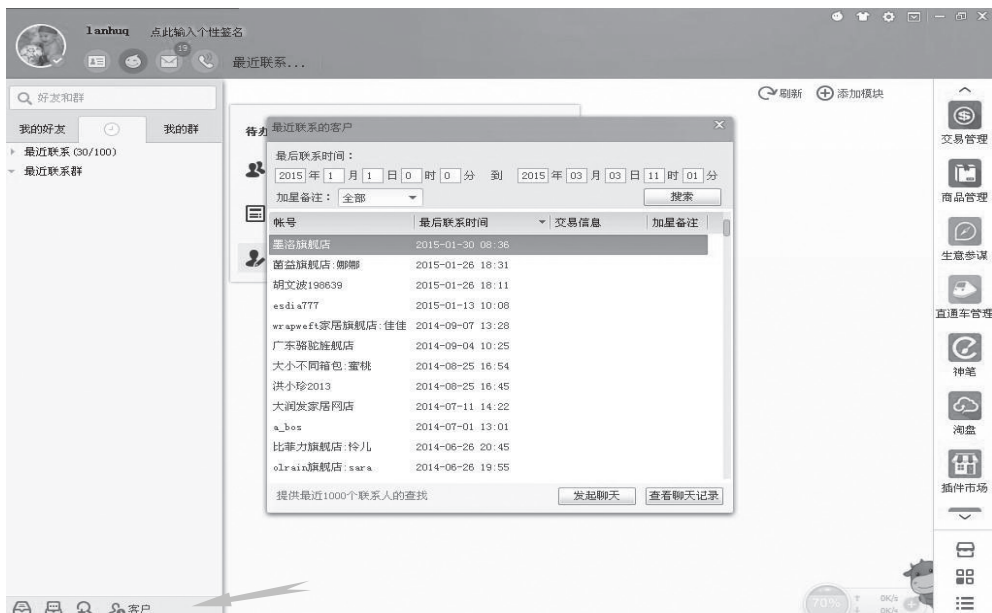 lanhuq 点此输入个性签名
19
最近联系...
好友和群
我的好友 我的群
最近联系(30/100)
最近联系群
刷新 添加模块
待办
最近联系的客户
最后联系时间：
2015 年 1 月 1 日 0 时 0 分 到 2015 年 03 月 03 日 11 时 01 分
加星备注： 全部 搜索
帐号 最后联系时间 交易信息 加星备注
墨洛旗舰店 2015-01-30 08:36
菌益旗舰店:娜娜 2015-01-26 18:31
胡文波198639 2015-01-26 18:11
esdia777 2015-01-13 10:08
wrapweft家居旗舰店:佳佳 2014-09-07 13:28
广东骆驼旌舰店 2014-09-04 10:25
大小不同箱包:蜜桃 2014-08-25 16:54
洪小珍2013 2014-08-25 16:45
大润发家居网店 2014-07-11 14:22
a_bos 2014-07-01 13:01
比菲力旗舰店:怜儿 2014-06-26 20:45
olrain旗舰店:sara 2014-06-26 19:55
提供最近1000个联系人的查找 发起聊天 查看聊天记录
交易管理
商品管理
生意参谋
直通车管理
神笔
淘盘
插件市场
客户
70%
0K/s
0K/s